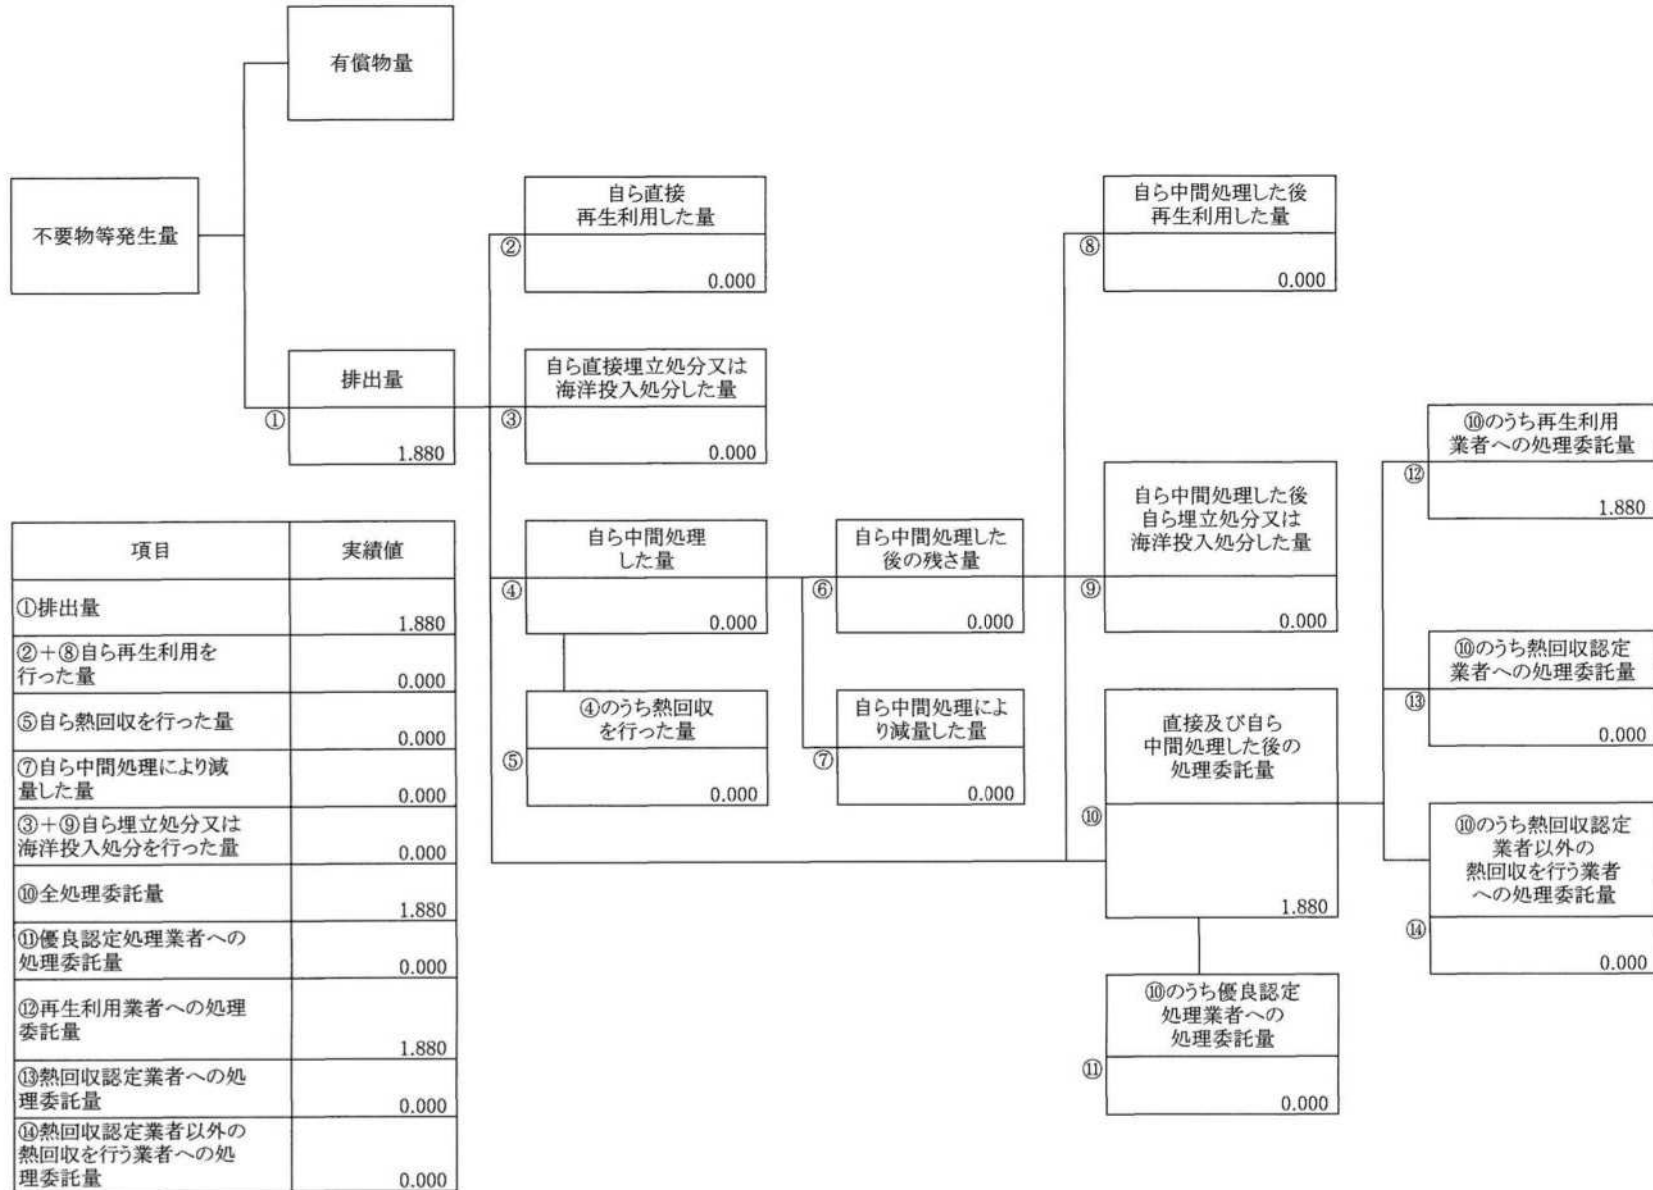 有償物量
不要物等発生量
自ら直接
再生利用した量
②
0.000
自ら中間処理した後
再生利用した量
⑧
0.000
排出量
①
1.880
自ら直接埋立処分又は
海洋投入処分した量
③
0.000
⑩のうち再生利用
業者への処理委託量
⑫
1.880
自ら中間処理した後
自ら埋立処分又は
海洋投入処分した量
⑨
0.000
自ら中間処理
した量
④
0.000
自ら中間処理した
後の残さ量
⑥
0.000
⑩のうち熱回収認定
業者への処理委託量
⑬
0.000
④のうち熱回収
を行った量
⑤
0.000
自ら中間処理によ
り減量した量
⑦
0.000
直接及び自ら
中間処理した後の
処理委託量
⑩
1.880
⑩のうち熱回収認定
業者以外の
熱回収を行う業者
への処理委託量
⑭
0.000
⑩のうち優良認定
処理業者への
処理委託量
⑪
0.000
項目
実績値
①排出量
1.880
②+⑧自ら再生利用を
行った量
0.000
⑤自ら熱回収を行った量
0.000
⑦自ら中間処理により減
量した量
0.000
③+⑨自ら埋立処分又は
海洋投入処分を行った量
0.000
⑩全処理委託量
1.880
⑪優良認定処理業者への
処理委託量
0.000
⑫再生利用業者への処理
委託量
1.880
⑬熱回収認定業者への処
理委託量
0.000
⑭熱回収認定業者以外の
熱回収を行う業者への処
理委託量
0.000